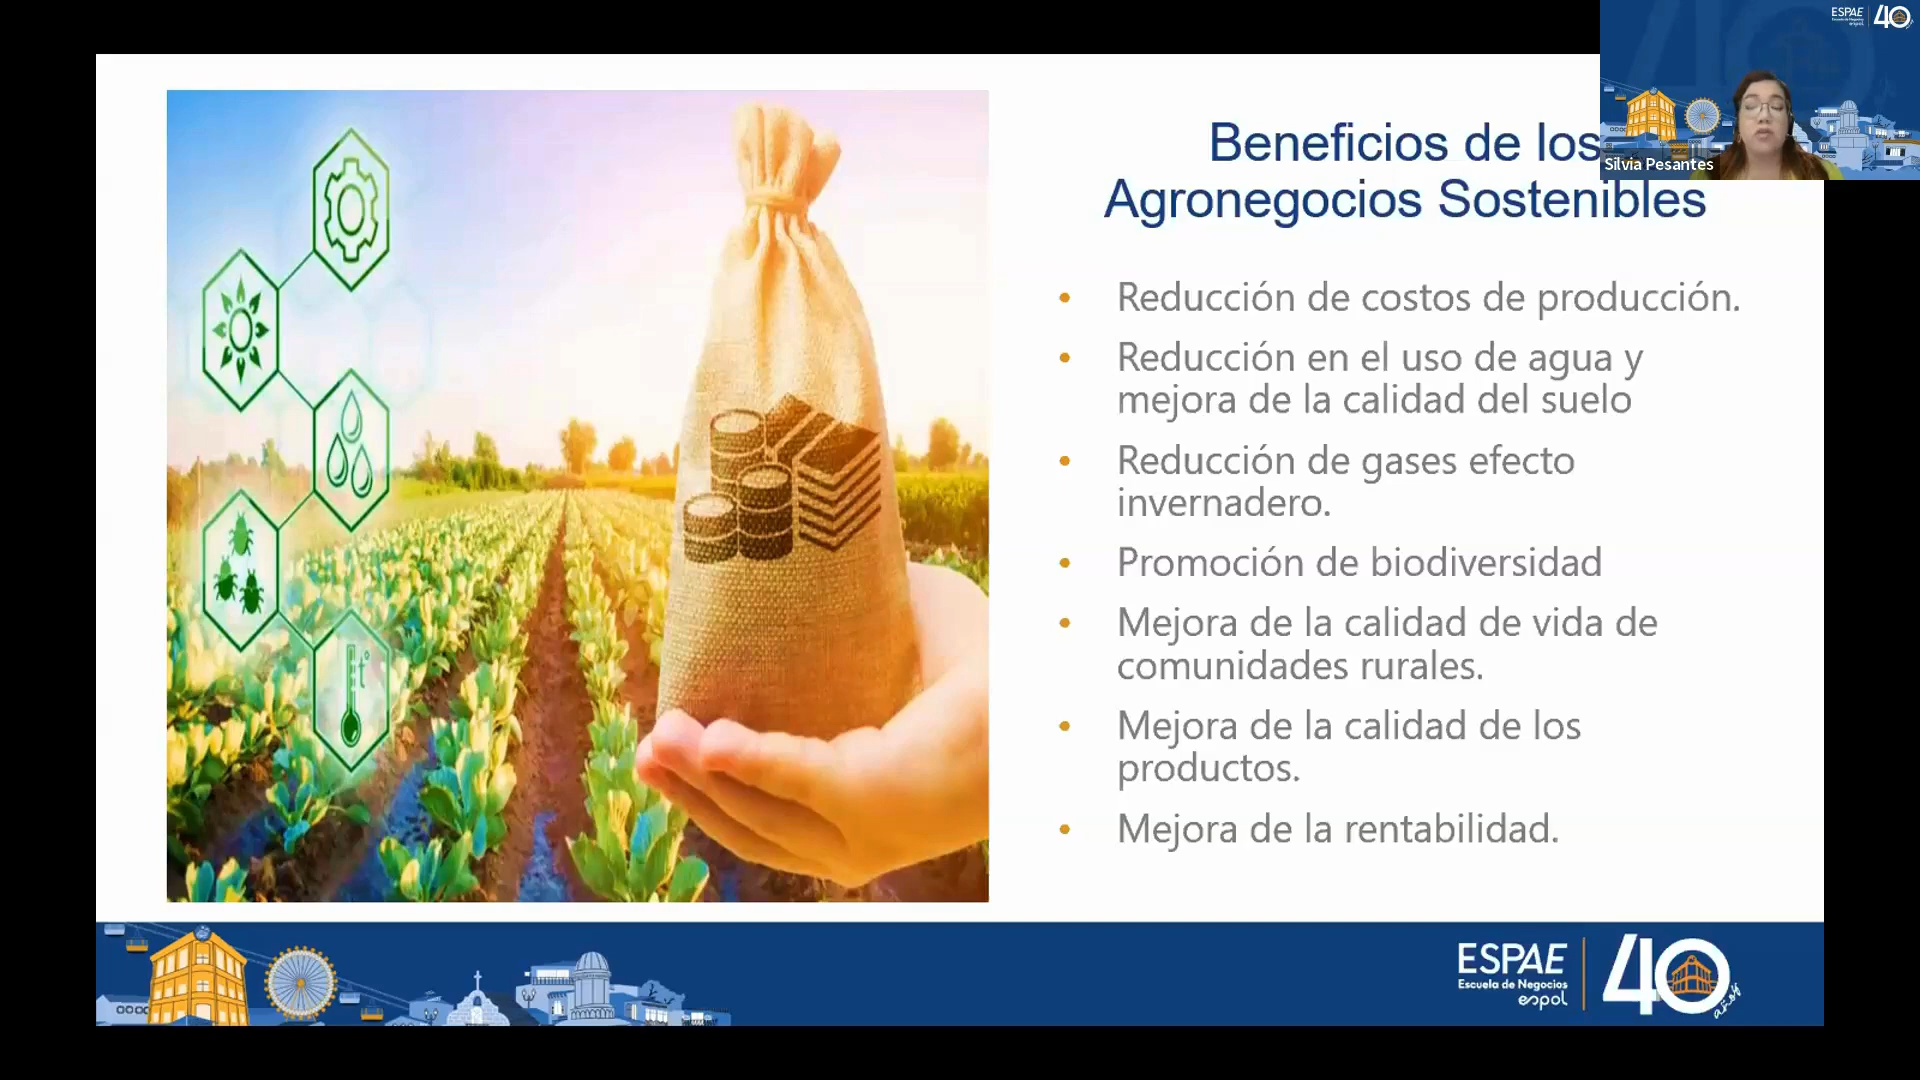 ESPAE
40
Silvia Pesantes
Beneficios de los
Agronegocios Sostenibles
• Reducción de costos de producción.
• Reducción en el uso de agua y
mejora de la calidad del suelo
• Reducción de gases efecto
invernadero.
• Promoción de biodiversidad
• Mejora de la calidad de vida de
comunidades rurales.
• Mejora de la calidad de los
productos.
• Mejora de la rentabilidad.
t°
ESPAE
Escuela de Negocios
espol
40
años